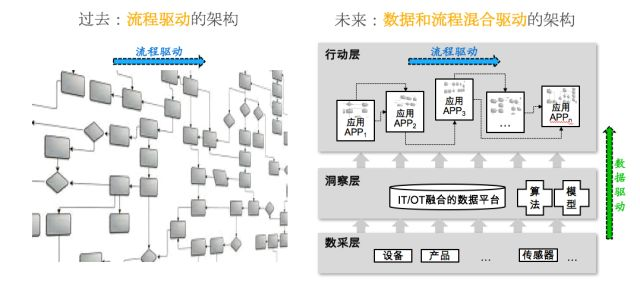 过去：流程驱动的架构
流程驱动
未来：数据和流程混合驱动的架构
行动层
流程驱动
应用
APP1
应用
APP2
应用
APP3
…
应用
APPn
洞察层
IT/OT融合的数据平台
算法
模型
数采层
设备
产品
…
传感器
…
数据驱动